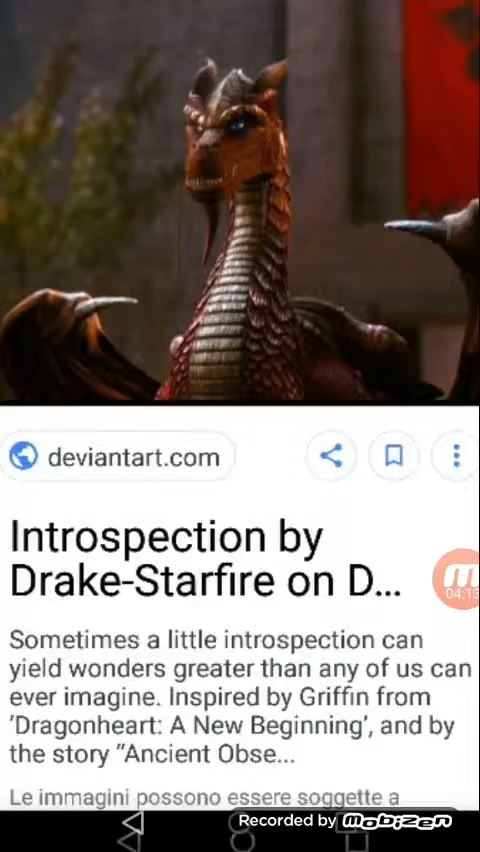 deviantart.com
Introspection by
Drake-Starfire on D...
04:13
Sometimes a little introspection can
yield wonders greater than any of us can
ever imagine. Inspired by Griffin from
'Dragonheart: A New Beginning', and by
the story “Ancient Obse...
Le immagini possono essere soggette a
Recorded by Mobizen